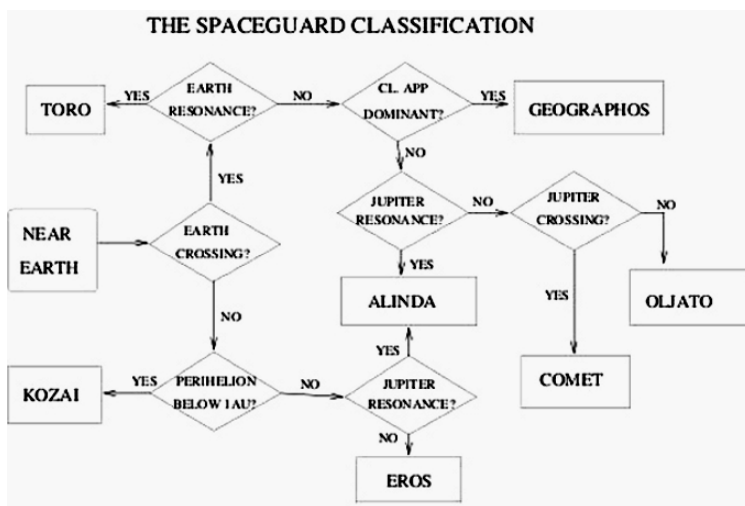 THE SPACEGUARD CLASSIFICATION
TORO
YES
EARTH
RESONANCE?
NO
CL. APP
DOMINANT?
YES
GEOGRAPHOS
NO
YES
JUPITER
RESONANCE?
NO
JUPITER
CROSSING?
NO
NEAR
EARTH
EARTH
CROSSING?
YES
ALINDA
YES
OLJATO
NO
YES
KOZAI
YES
PERIHELION
BELOW 1AU?
NO
JUPITER
RESONANCE?
COMET
NO
EROS